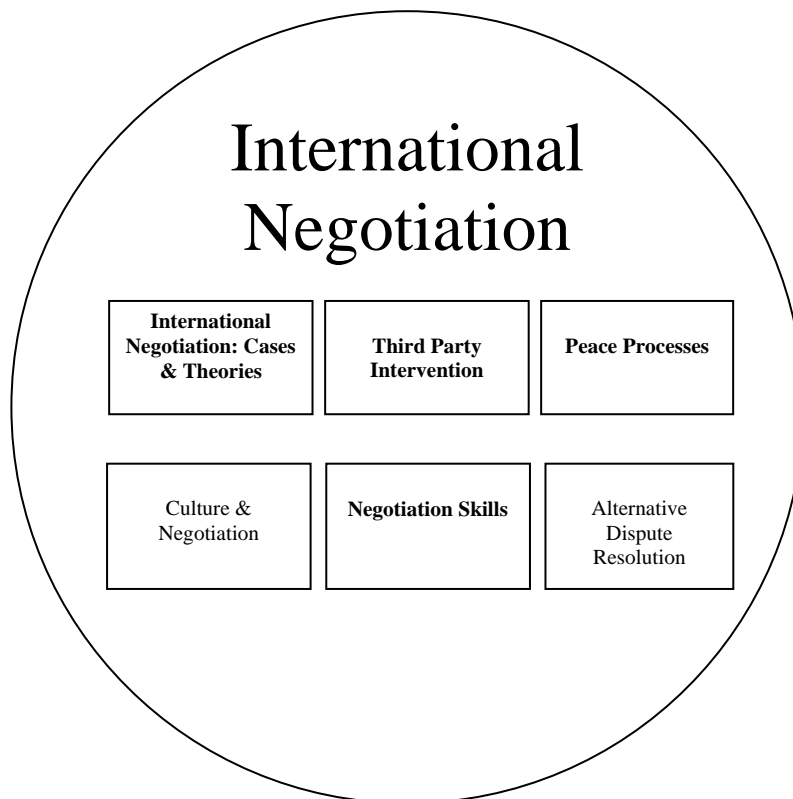 International
Negotiation
International
Negotiation: Cases
& Theories
Third Party
Intervention
Peace Processes
Culture &
Negotiation
Negotiation Skills
Alternative
Dispute
Resolution